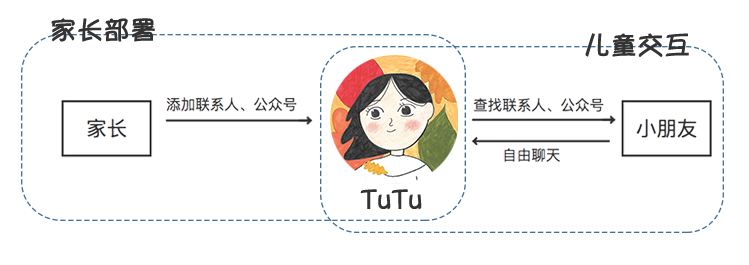 家长部署
儿童交互
添加联系人、公众号
查找联系人、公众号
家长
小朋友
自由聊天
TuTu